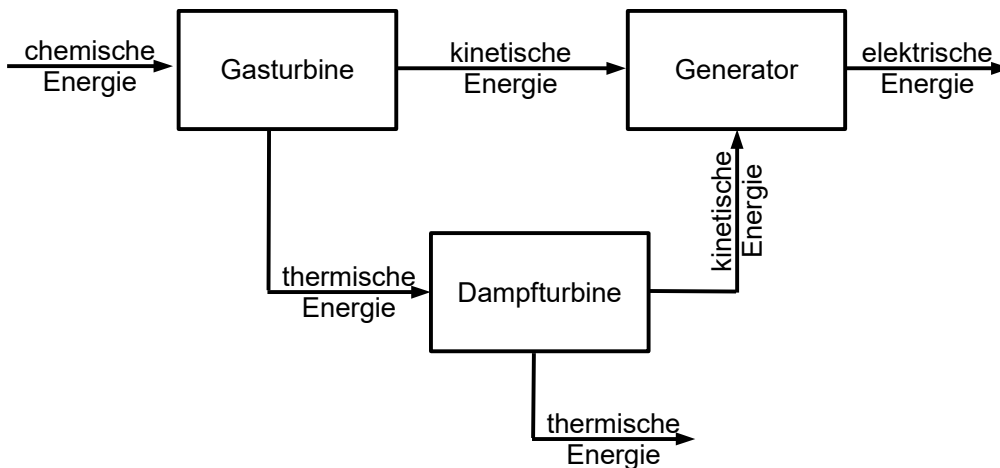 chemische
Energie
Gasturbine
kinetische
Energie
Generator
elektrische
Energie
kinetische
Energie
thermische
Energie
Dampfturbine
thermische
Energie